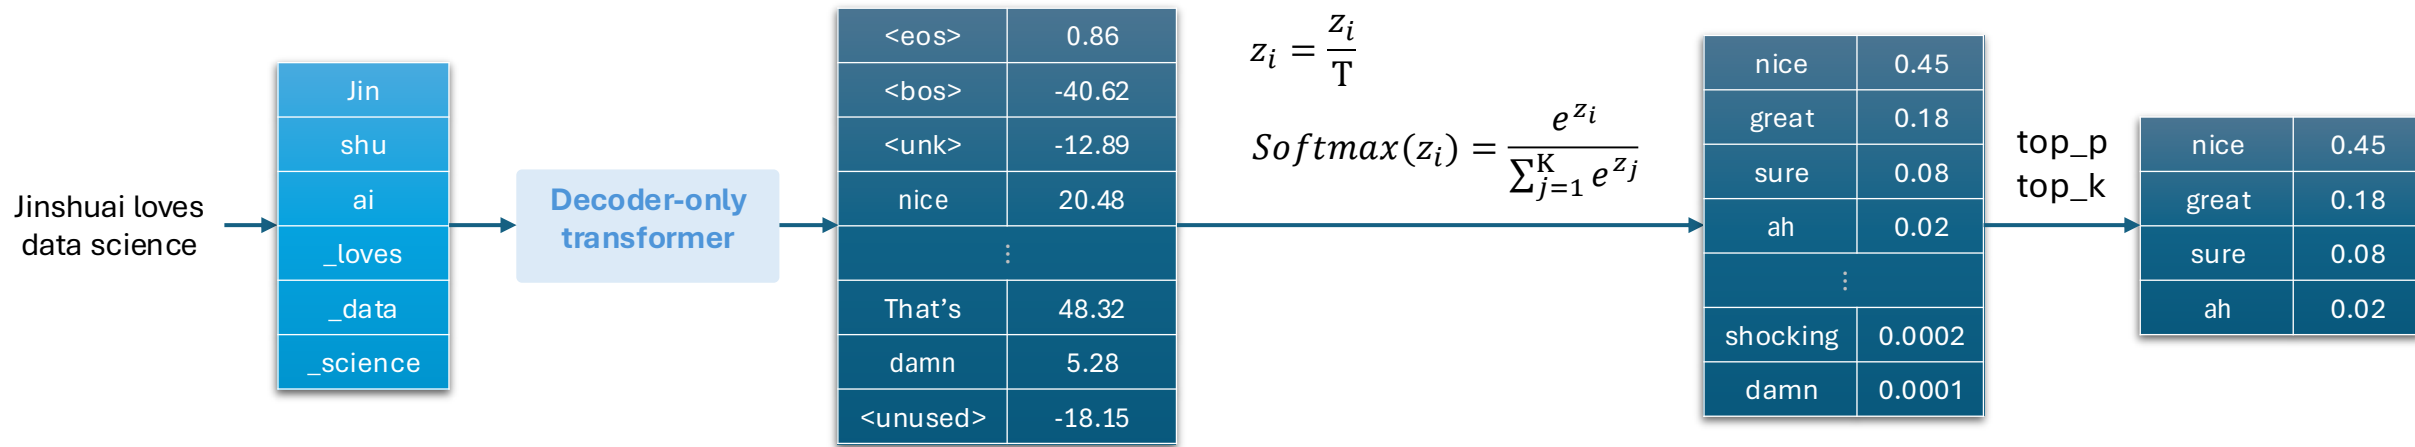 Jinshuai loves
data science
Jin
shu
ai
_loves
_data
_science
Decoder-only
transformer
<eos> 0.86
<bos> -40.62
<unk> -12.89
nice 20.48
⋮
That's 48.32
damn 5.28
<unused> -18.15
z_i = z_i / T
Softmax(z_i) = e^{z_i} / ∑_{j=1}^{K} e^{z_j}
nice 0.45
great 0.18
sure 0.08
ah 0.02
⋮
shocking 0.0002
damn 0.0001
top_p
top_k
nice 0.45
great 0.18
sure 0.08
ah 0.02